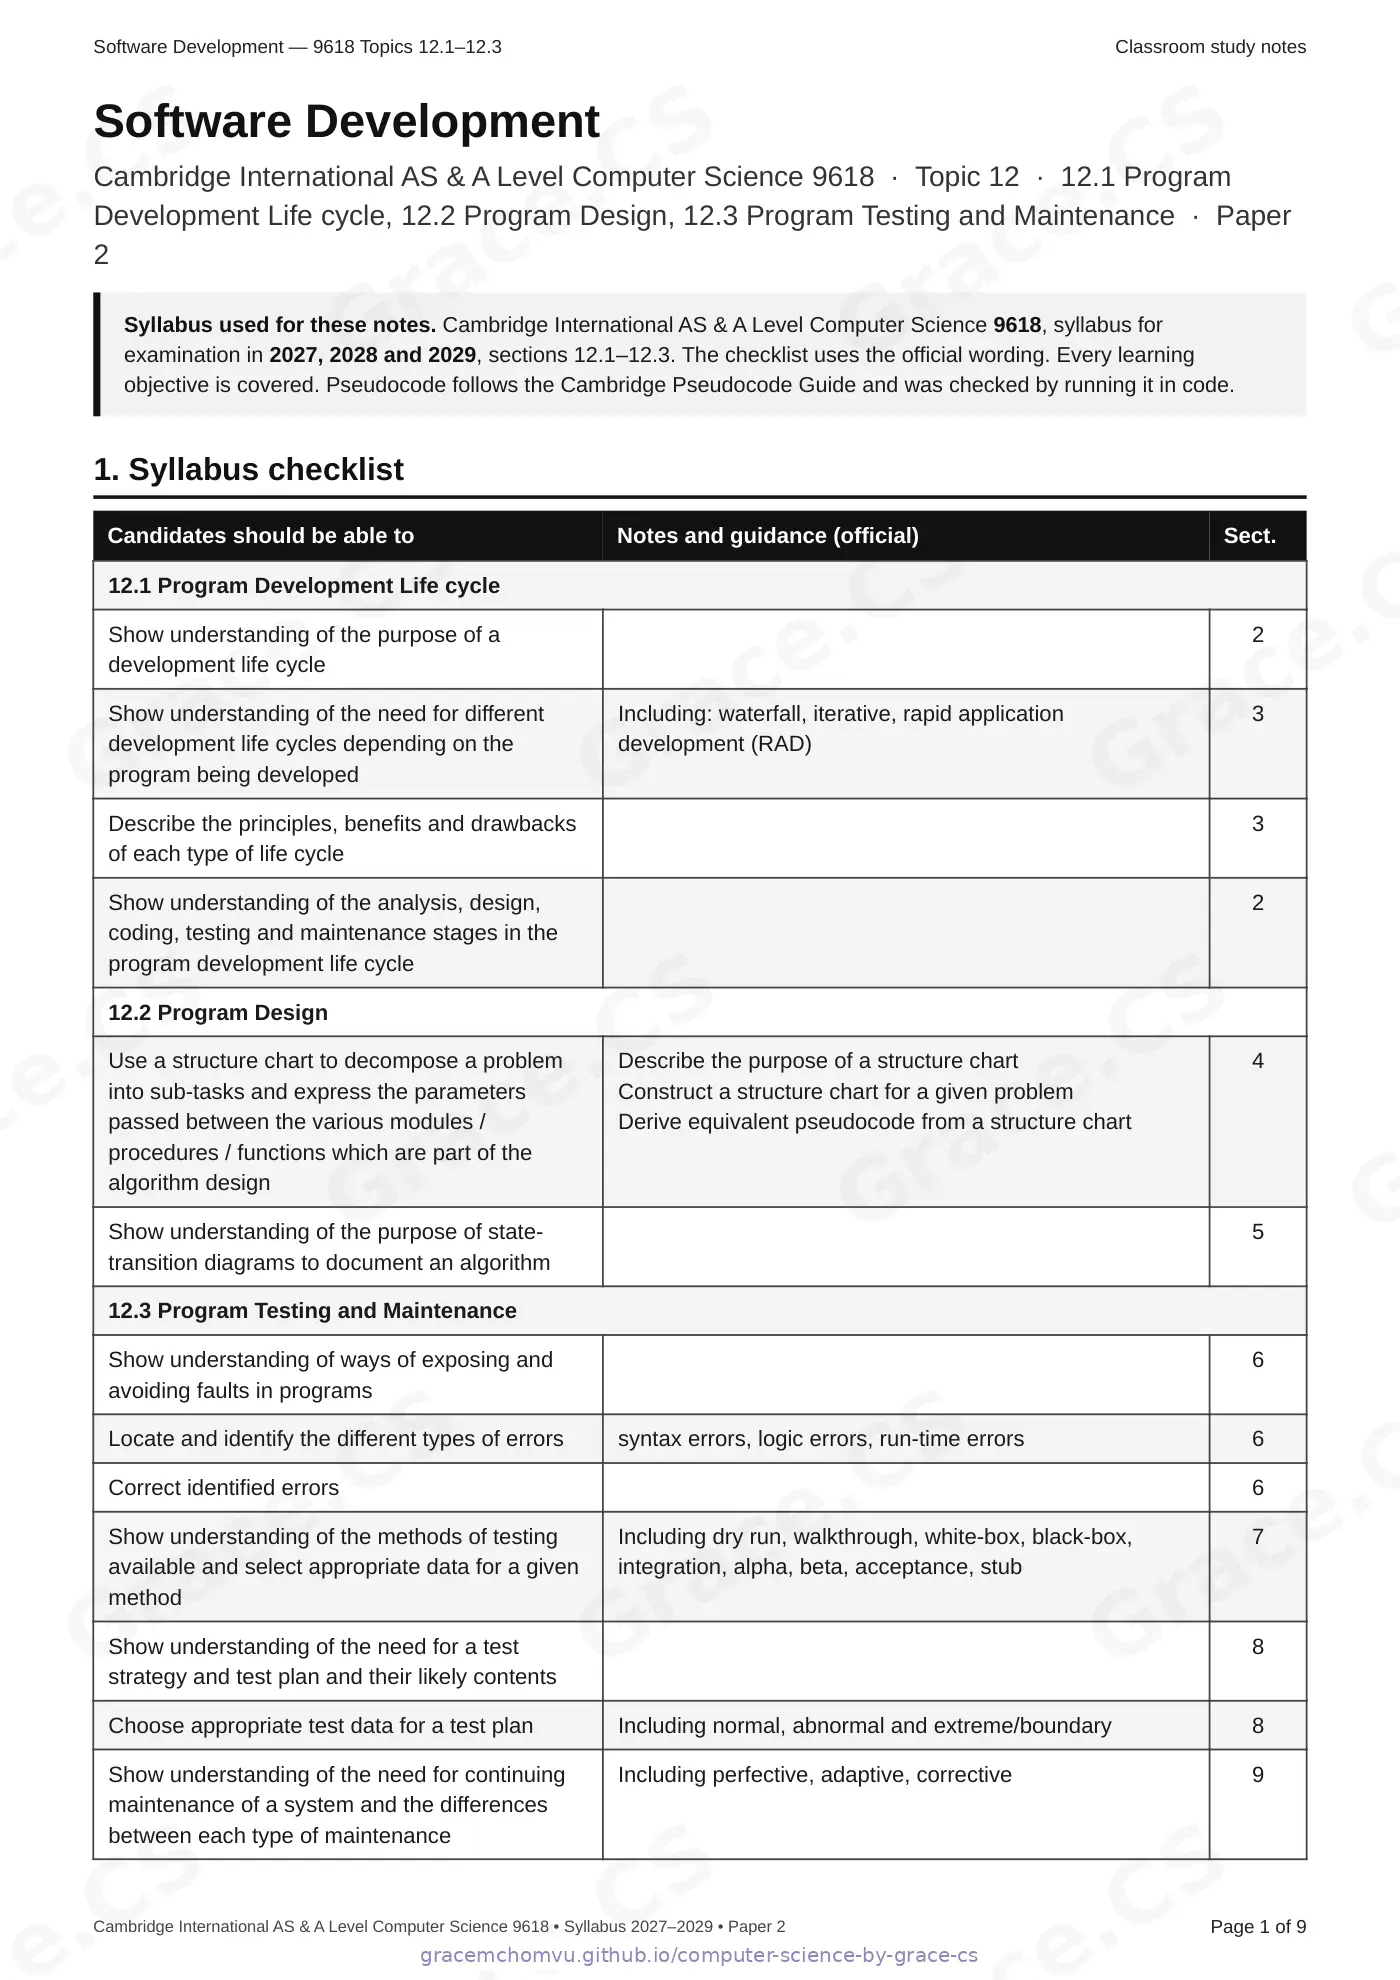 Software Development — 9618 Topics 12.1–12.3
Classroom study notes
Software Development
Cambridge International AS & A Level Computer Science 9618 · Topic 12 · 12.1 Program
Development Life cycle, 12.2 Program Design, 12.3 Program Testing and Maintenance · Paper
2
Syllabus used for these notes. Cambridge International AS & A Level Computer Science 9618, syllabus for
examination in 2027, 2028 and 2029, sections 12.1–12.3. The checklist uses the official wording. Every learning
objective is covered. Pseudocode follows the Cambridge Pseudocode Guide and was checked by running it in code.
1. Syllabus checklist
Candidates should be able to
Notes and guidance (official)
Sect.
12.1 Program Development Life cycle
Show understanding of the purpose of a
development life cycle
2
Show understanding of the need for different
development life cycles depending on the
program being developed
Including: waterfall, iterative, rapid application
development (RAD)
3
Describe the principles, benefits and drawbacks
of each type of life cycle
3
Show understanding of the analysis, design,
coding, testing and maintenance stages in the
program development life cycle
2
12.2 Program Design
Use a structure chart to decompose a problem
into sub-tasks and express the parameters
passed between the various modules /
procedures / functions which are part of the
algorithm design
Describe the purpose of a structure chart
Construct a structure chart for a given problem
Derive equivalent pseudocode from a structure chart
4
Show understanding of the purpose of state-
transition diagrams to document an algorithm
5
12.3 Program Testing and Maintenance
Show understanding of ways of exposing and
avoiding faults in programs
6
Locate and identify the different types of errors
syntax errors, logic errors, run-time errors
6
Correct identified errors
6
Show understanding of the methods of testing
available and select appropriate data for a given
method
Including dry run, walkthrough, white-box, black-box,
integration, alpha, beta, acceptance, stub
7
Show understanding of the need for a test
strategy and test plan and their likely contents
8
Choose appropriate test data for a test plan
Including normal, abnormal and extreme/boundary
8
Show understanding of the need for continuing
maintenance of a system and the differences
between each type of maintenance
Including perfective, adaptive, corrective
9
Cambridge International AS & A Level Computer Science 9618 • Syllabus 2027–2029 • Paper 2
Page 1 of 9
gracemchomvu.github.io/computer-science-by-grace-cs
Grace.CS